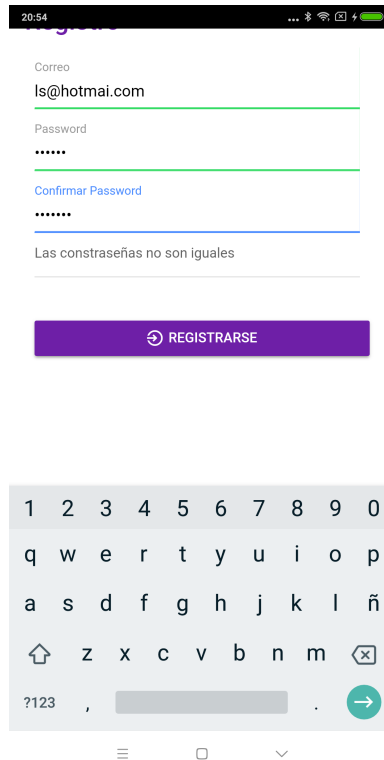 20:54
Registro
Correo
ls@hotmai.com
Password
••••••
Confirmar Password
•••••••
Las constraseñas no son iguales
REGISTRARSE
1 2 3 4 5 6 7 8 9 0
q w e r t y u i o p
a s d f g h j k l ñ
z x c v b n m
?123 , .